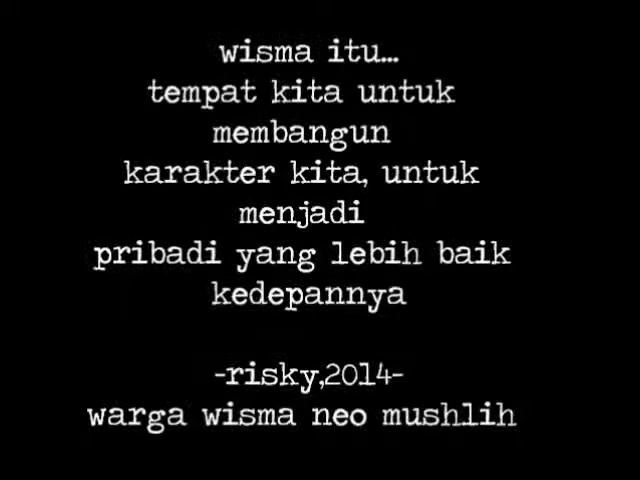 wisma itu...
tempat kita untuk
membangun
karakter kita, untuk
menjadi
pribadi yang lebih baik
kedepannya
-risky,2014-
warga wisma neo mushlih